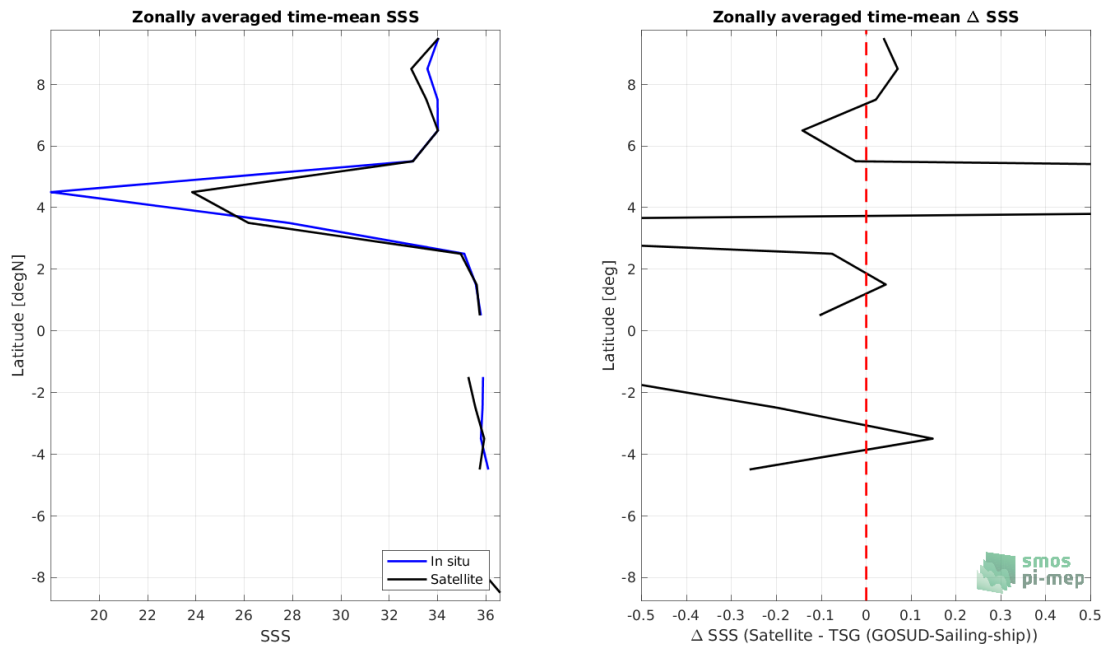 Zonally averaged time-mean SSS
8
6
4
2
0
-2
-4
-6
-8
Latitude [degN]
20 22 24 26 28 30 32 34 36
SSS
In situ
Satellite
Zonally averaged time-mean Δ SSS
8
6
4
2
0
-2
-4
-6
-8
Latitude [deg]
-0.5 -0.4 -0.3 -0.2 -0.1 0 0.1 0.2 0.3 0.4 0.5
Δ SSS (Satellite - TSG (GOSUD-Sailing-ship))
smos
pi-mep